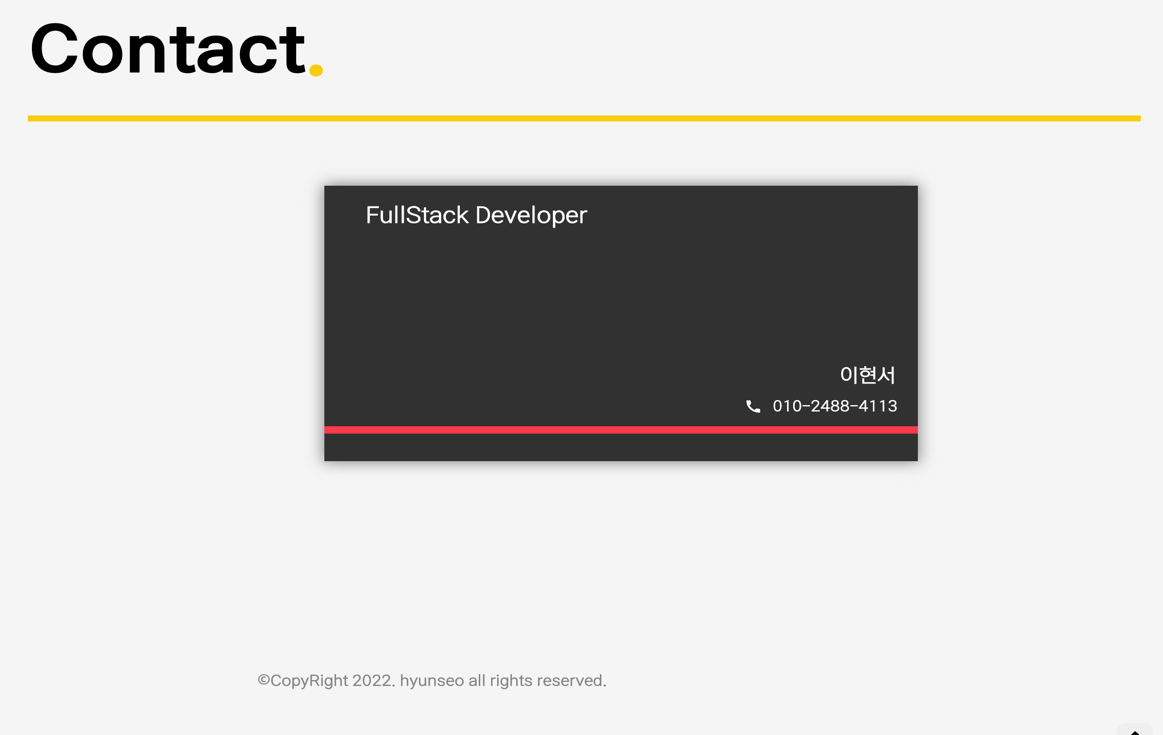 Contact.
FullStack Developer
이현서
010-2488-4113
©CopyRight 2022. hyunseo all rights reserved.